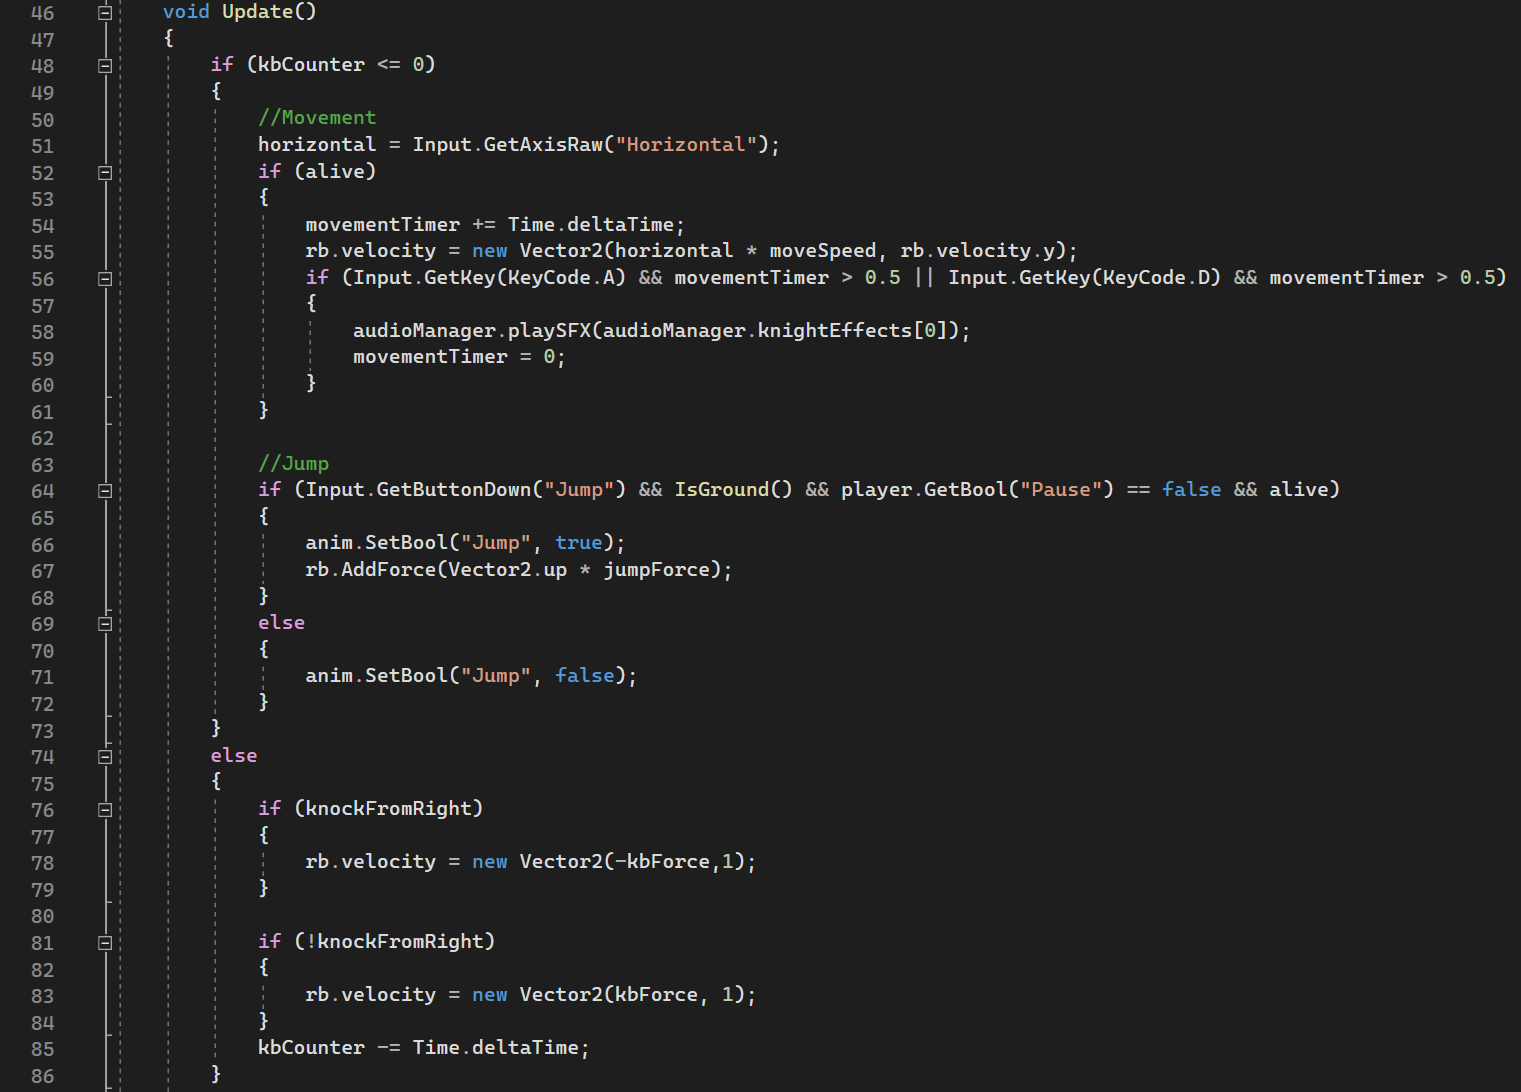 46 void Update()
47 {
48 if (kbCounter <= 0)
49 {
50 //Movement
51 horizontal = Input.GetAxisRaw("Horizontal");
52 if (alive)
53 {
54 movementTimer += Time.deltaTime;
55 rb.velocity = new Vector2(horizontal * moveSpeed, rb.velocity.y);
56 if (Input.GetKey(KeyCode.A) && movementTimer > 0.5 || Input.GetKey(KeyCode.D) && movementTimer > 0.5)
57 {
58 audioManager.playSFX(audioManager.knightEffects[0]);
59 movementTimer = 0;
60 }
61 }
62
63 //Jump
64 if (Input.GetButtonDown("Jump") && IsGround() && player.GetBool("Pause") == false && alive)
65 {
66 anim.SetBool("Jump", true);
67 rb.AddForce(Vector2.up * jumpForce);
68 }
69 else
70 {
71 anim.SetBool("Jump", false);
72 }
73 }
74 else
75 {
76 if (knockFromRight)
77 {
78 rb.velocity = new Vector2(-kbForce,1);
79 }
80
81 if (!knockFromRight)
82 {
83 rb.velocity = new Vector2(kbForce, 1);
84 }
85 kbCounter -= Time.deltaTime;
86 }